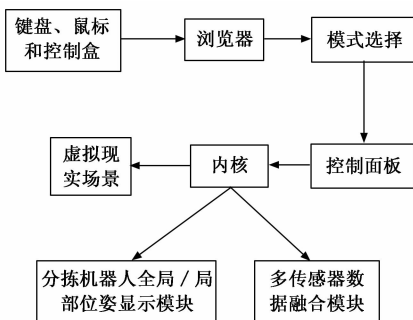 键盘、鼠标
和控制盒
浏览器
模式选择
虚拟现
实场景
内核
控制面板
分拣机器人全局/局
部位姿显示模块
多传感器数
据融合模块